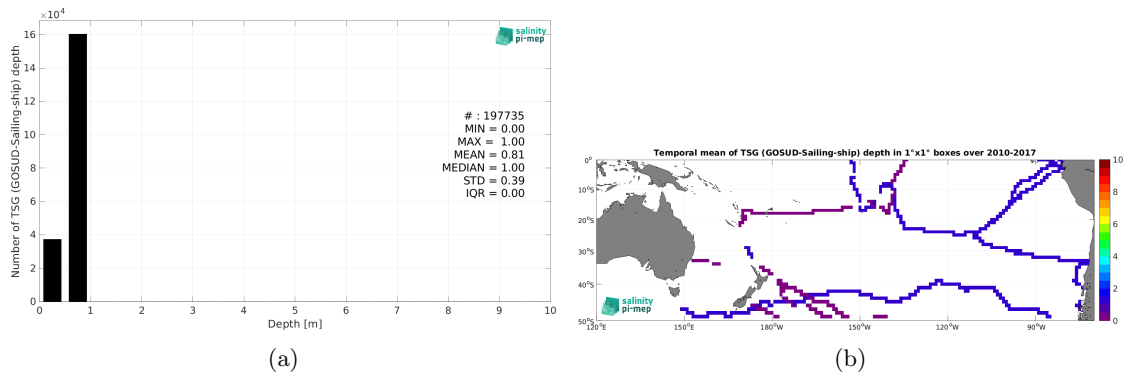 ×10⁴
16
14
12
10
8
6
4
2
0
Number of TSG (GOSUD-Sailing-ship) depth
salinity
pi-mep
# : 197735
MIN = 0.00
MAX = 1.00
MEAN = 0.81
MEDIAN = 1.00
STD = 0.39
IQR = 0.00
0 1 2 3 4 5 6 7 8 9 10
Depth [m]
(a)
Temporal mean of TSG (GOSUD-Sailing-ship) depth in 1°x1° boxes over 2010-2017
0°
10°S
20°S
30°S
40°S
50°S
salinity
pi-mep
120°E 150°E 180°W 150°W 120°W 90°W
10
8
6
4
2
0
(b)